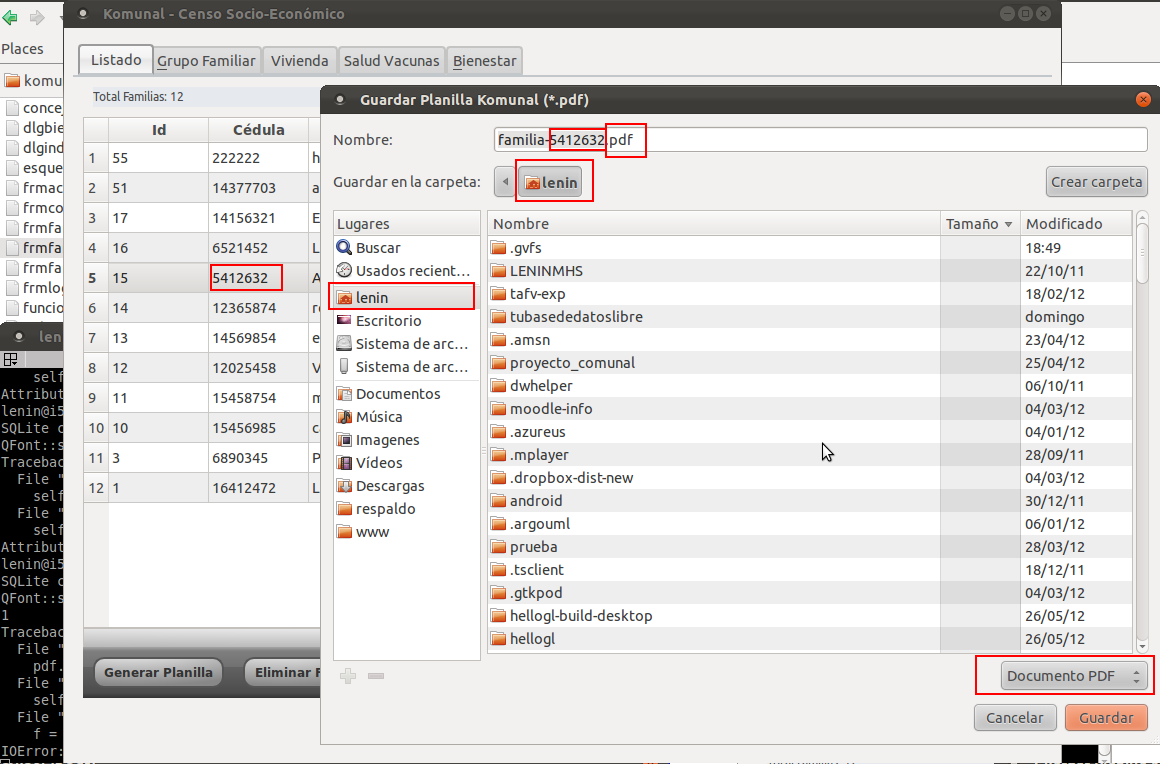 Komunal - Censo Socio-Económico
Places
komu
conce
dlgbie
dlgind
esque
frmac
frmco
frmfa
frmfa
frmfa
frmlo
funcio
Listado
Grupo Familiar
Vivienda
Salud Vacunas
Bienestar
Total Familias: 12
Id Cédula
1 55 222222 h
2 51 14377703 a
3 17 14156321 E
4 16 6521452 L
5 15 5412632 A
6 14 12365874 r
7 13 14569854 e
8 12 12025458 V
9 11 15458754 m
10 10 15456985 c
11 3 6890345 P
12 1 16412472 L
Generar Planilla
Eliminar F
len
self
Attribut
lenin@i5
SQLite c
QFont::s
Tracebac
File "
self
File "
self
Attribut
lenin@i5
SQLite c
QFont::s
1
Tracebac
File "
pdf.
File "
self
File "
f =
IOError:
Guardar Planilla Komunal (*.pdf)
Nombre:
familia-5412632.pdf
Guardar en la carpeta:
lenin
Crear carpeta
Lugares
Buscar
Usados recient...
lenin
Escritorio
Sistema de arc...
Sistema de arc...
Documentos
Música
Imagenes
Vídeos
Descargas
respaldo
www
Nombre Tamaño Modificado
.gvfs 18:49
LENINMHS 22/10/11
tafv-exp 18/02/12
tubasededatoslibre domingo
.amsn 23/04/12
proyecto_comunal 25/04/12
dwhelper 06/10/11
moodle-info 04/03/12
.azureus 04/01/12
.mplayer 28/09/11
.dropbox-dist-new 04/03/12
android 30/12/11
.argouml 06/01/12
prueba 28/03/12
.tsclient 18/12/11
.gtkpod 04/03/12
hellogl-build-desktop 26/05/12
hellogl 26/05/12
Documento PDF
Cancelar
Guardar